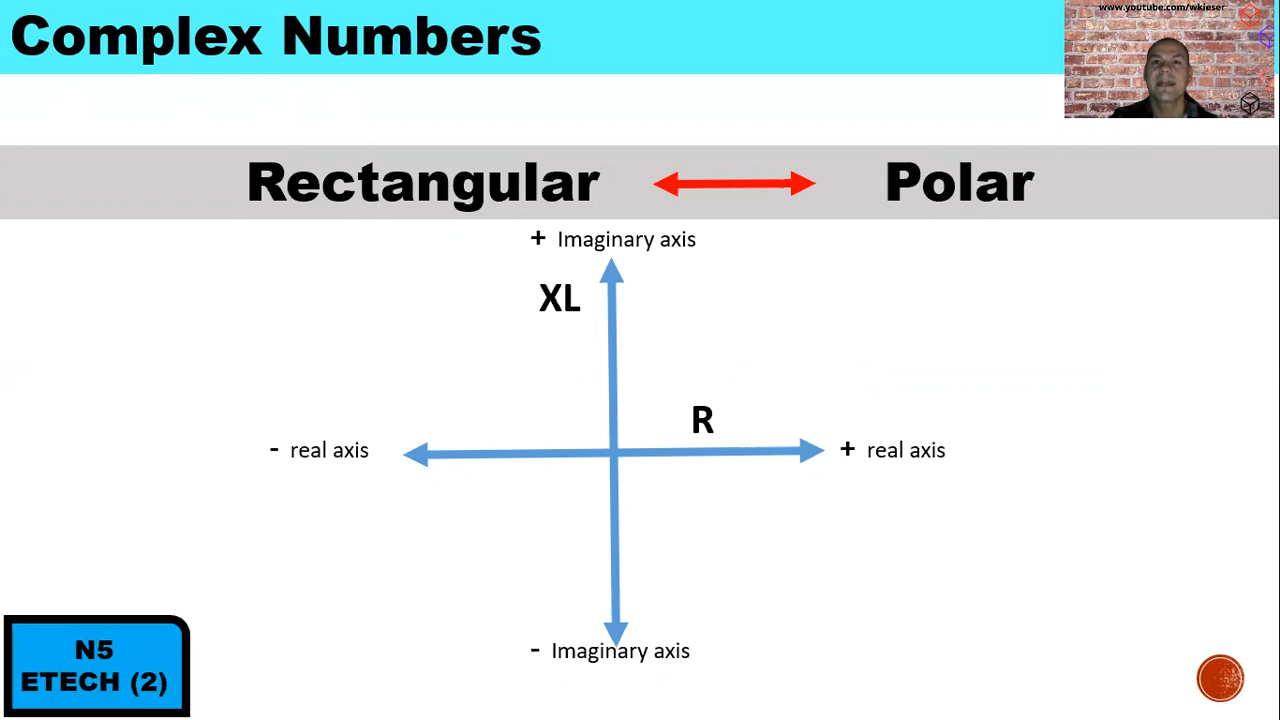 Complex Numbers
www.youtube.com/wkieser
Rectangular Polar
+ Imaginary axis
XL
R
- real axis + real axis
- Imaginary axis
N5
ETECH (2)